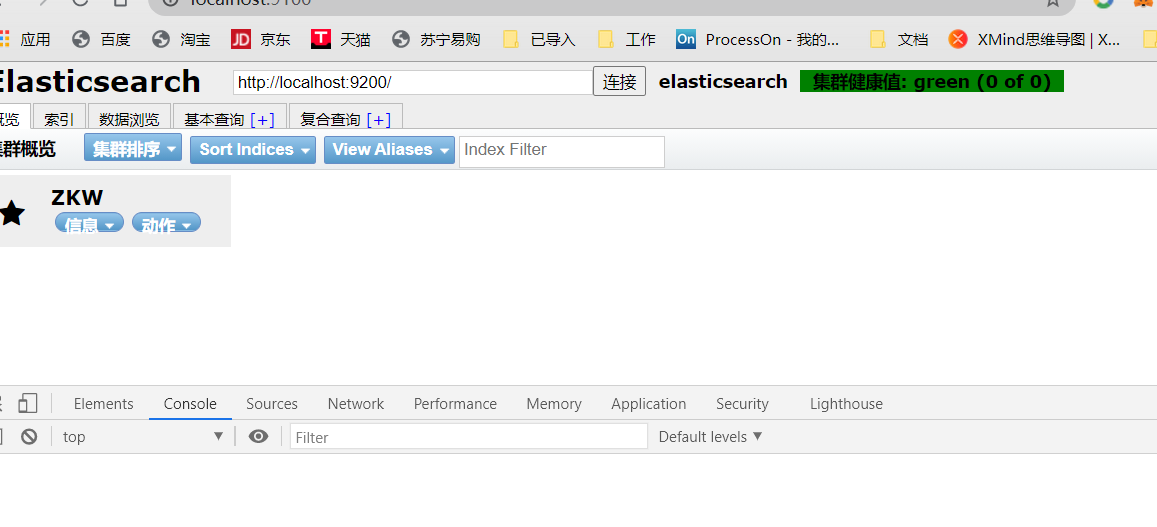 localhost:9100
应用 百度 淘宝 JD 京东 T 天猫 苏宁易购 已导入 工作 On ProcessOn - 我的... 文档 XMind思维导图 | X...
Elasticsearch http://localhost:9200/ 连接 elasticsearch 集群健康值: green (0 of 0)
概览 索引 数据浏览 基本查询 [+] 复合查询 [+]
集群概览 集群排序 Sort Indices View Aliases Index Filter
ZKW
信息 动作
Elements Console Sources Network Performance Memory Application Security Lighthouse
top Filter Default levels